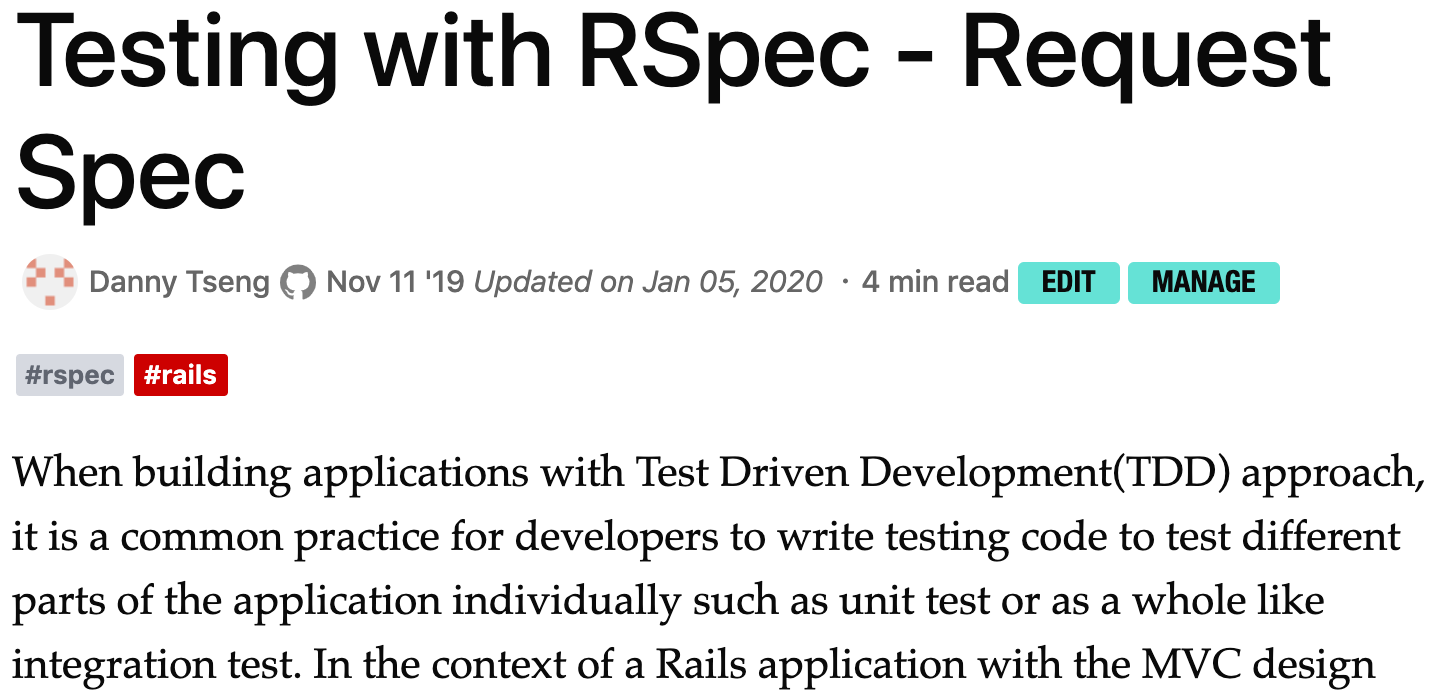 Testing with RSpec - Request
Spec
Danny Tseng Nov 11 '19 Updated on Jan 05, 2020 · 4 min read EDIT MANAGE
#rspec #rails
When building applications with Test Driven Development(TDD) approach,
it is a common practice for developers to write testing code to test different
parts of the application individually such as unit test or as a whole like
integration test. In the context of a Rails application with the MVC design